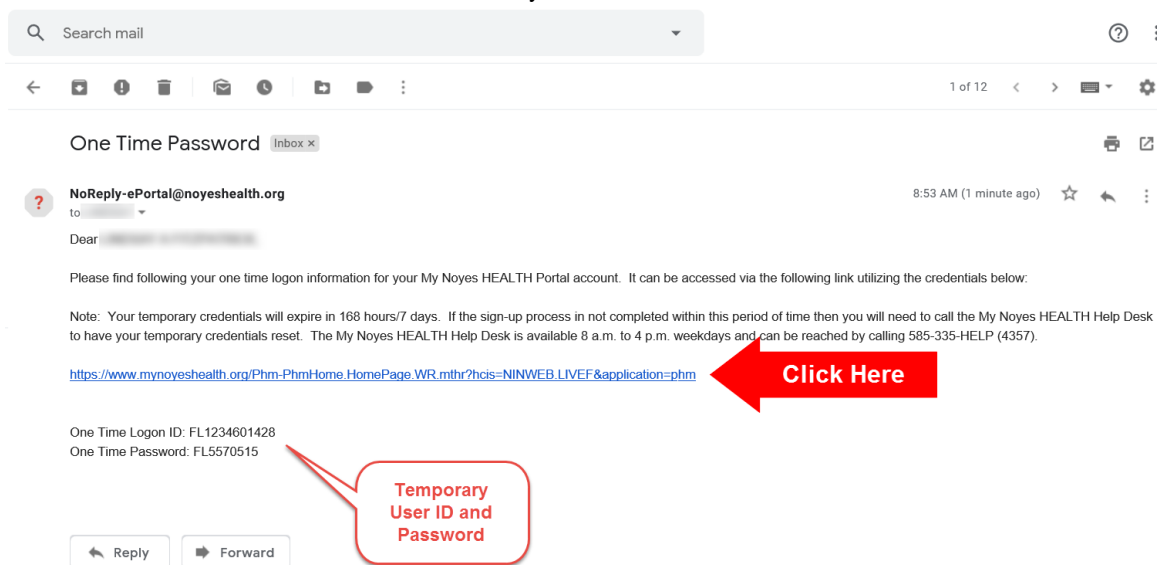 Search mail
1 of 12
One Time Password Inbox ×
NoReply-ePortal@noyeshealth.org
8:53 AM (1 minute ago)
to
Dear
Please find following your one time logon information for your My Noyes HEALTH Portal account. It can be accessed via the following link utilizing the credentials below:
Note: Your temporary credentials will expire in 168 hours/7 days. If the sign-up process in not completed within this period of time then you will need to call the My Noyes HEALTH Help Desk
to have your temporary credentials reset. The My Noyes HEALTH Help Desk is available 8 a.m. to 4 p.m. weekdays and can be reached by calling 585-335-HELP (4357).
https://www.mynoyeshealth.org/Phm-PhmHome.HomePage.WR.mthr?hcis=NINWEB.LIVEF&application=phm
Click Here
One Time Logon ID: FL1234601428
One Time Password: FL5570515
Temporary
User ID and
Password
Reply
Forward